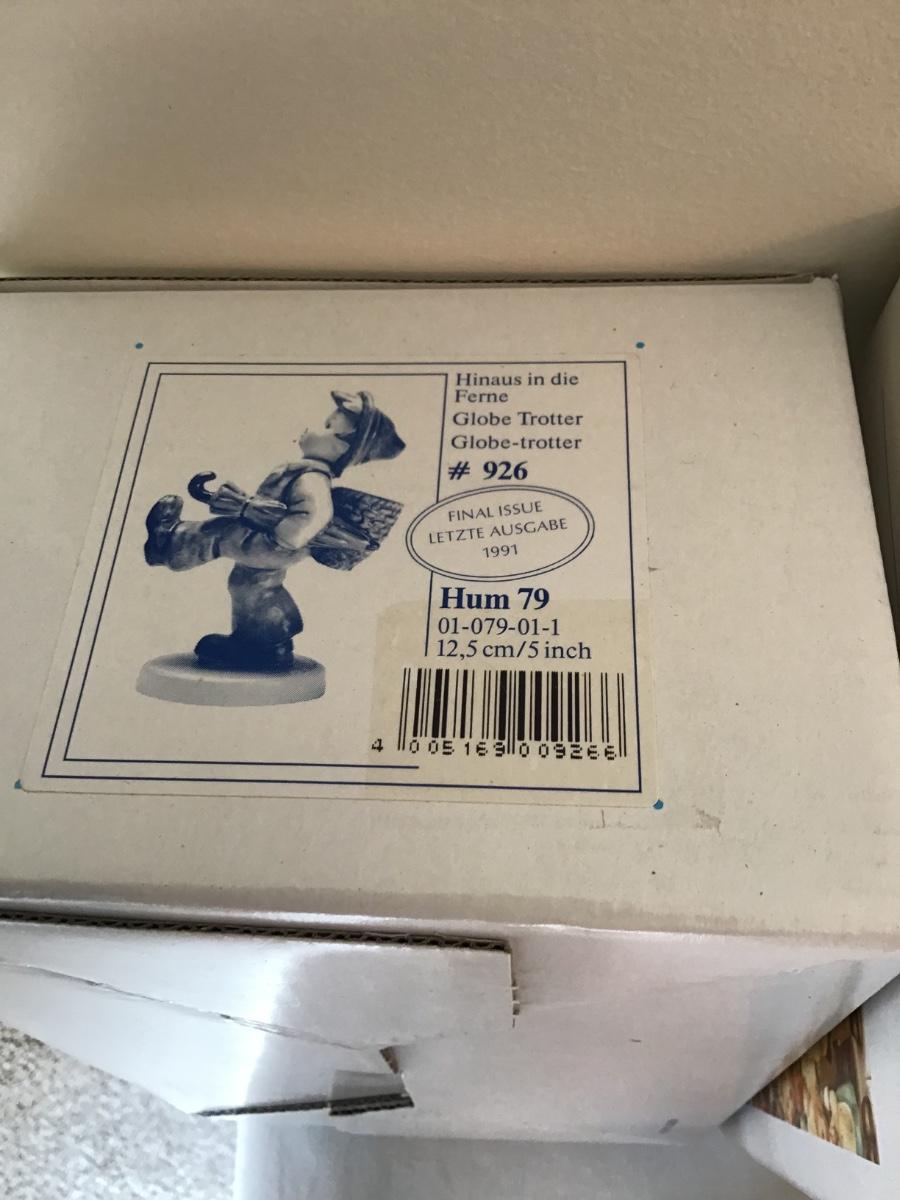 Hinaus in die
Ferne
Globe Trotter
Globe-trotter
# 926
FINAL ISSUE
LETZTE AUSGABE
1991
Hum 79
01-079-01-1
12,5 cm/5 inch
4 005169 009266